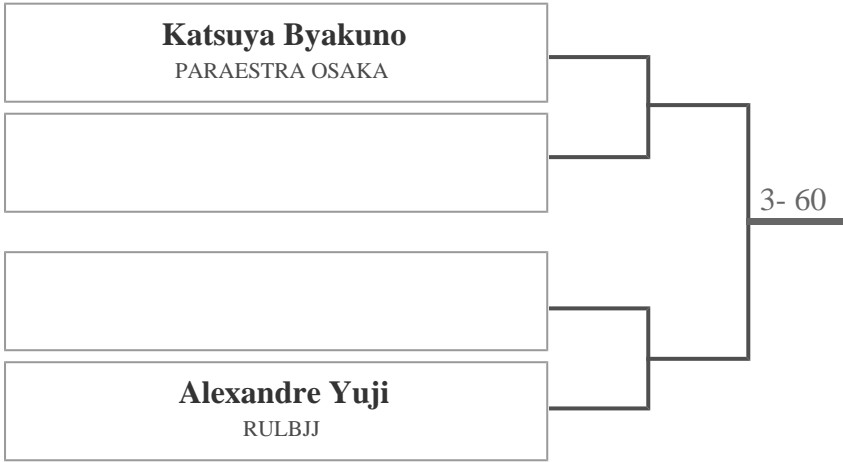 Katsuya Byakuno
PARAESTRA OSAKA
3- 60
Alexandre Yuji
RULBJJ